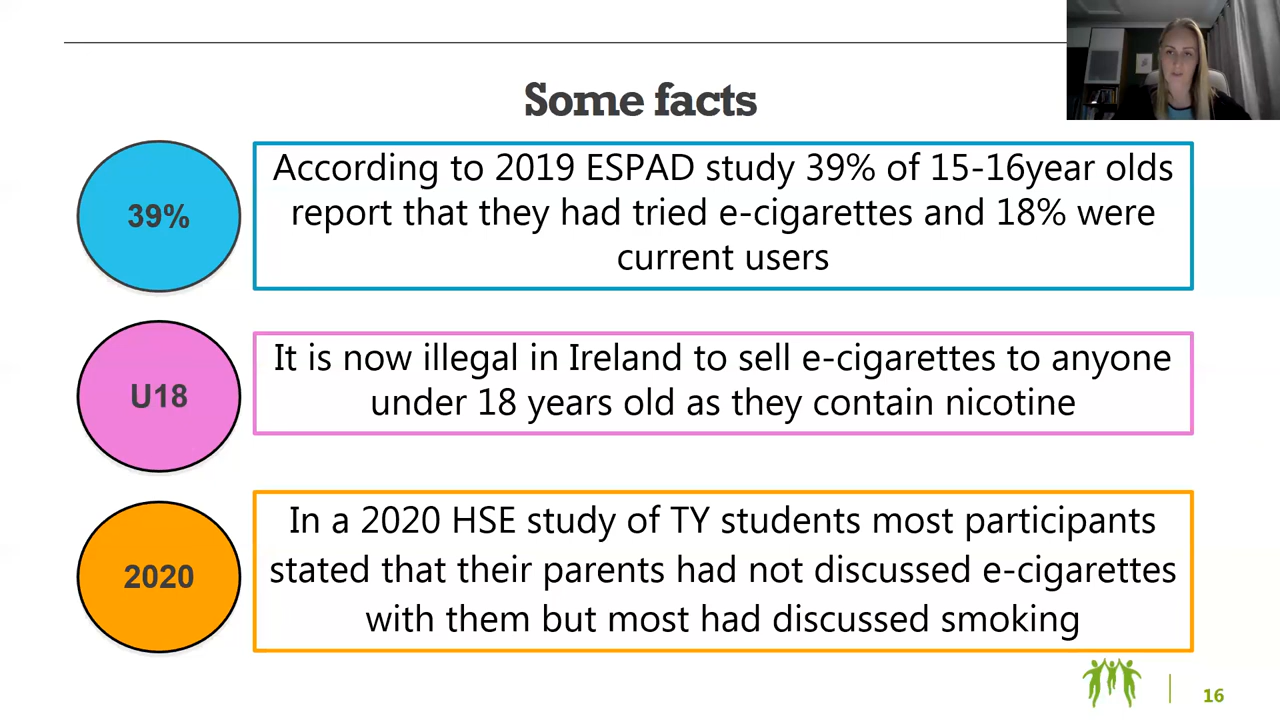 Some facts
39%
According to 2019 ESPAD study 39% of 15-16year olds
report that they had tried e-cigarettes and 18% were
current users
U18
It is now illegal in Ireland to sell e-cigarettes to anyone
under 18 years old as they contain nicotine
2020
In a 2020 HSE study of TY students most participants
stated that their parents had not discussed e-cigarettes
with them but most had discussed smoking
16